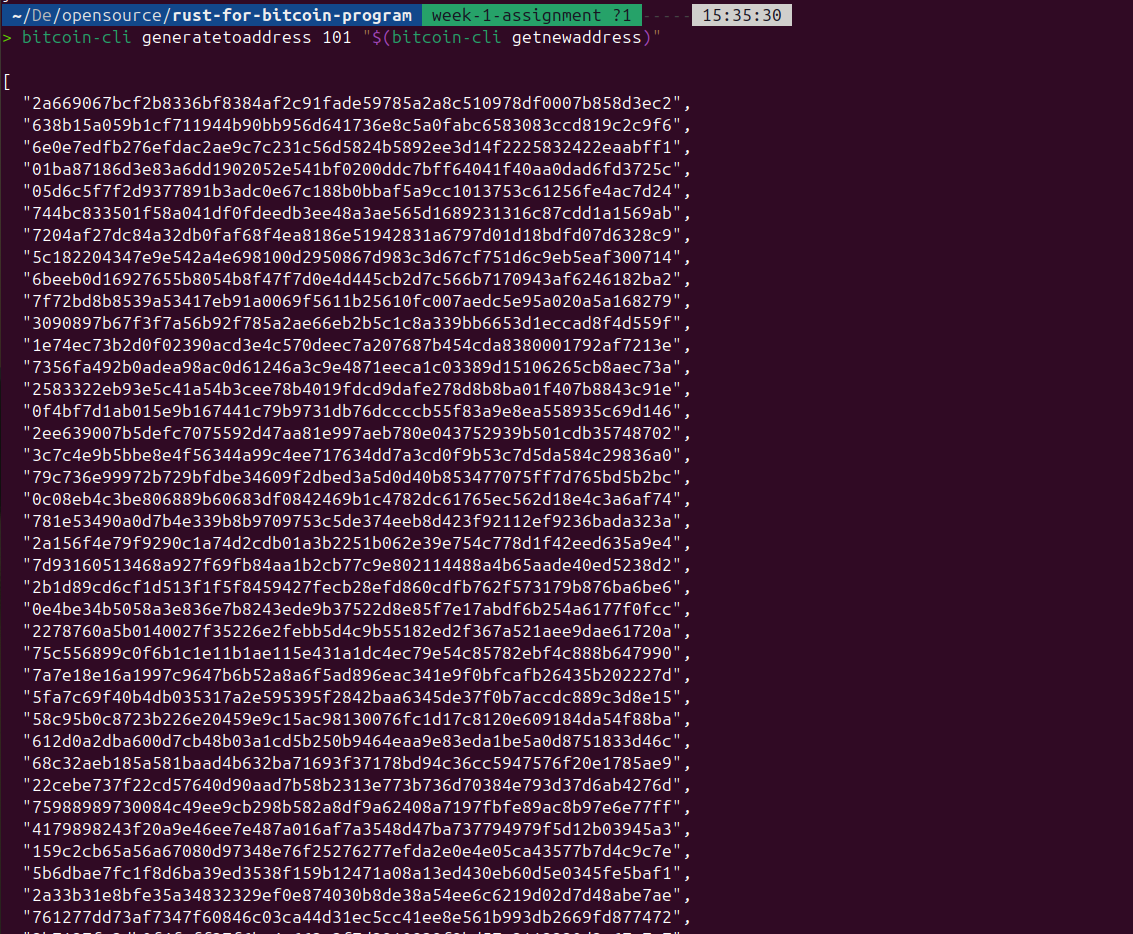 ~/De/opensource/rust-for-bitcoin-program week-1-assignment ?1 ----- 15:35:30
> bitcoin-cli generatetoaddress 101 "$(bitcoin-cli getnewaddress)"
[
"2a669067bcf2b8336bf8384af2c91fade59785a2a8c510978df0007b858d3ec2",
"638b15a059b1cf711944b90bb956d641736e8c5a0fabc6583083ccd819c2c9f6",
"6e0e7edfb276efdac2ae9c7c231c56d5824b5892ee3d14f2225832422eaabff1",
"01ba87186d3e83a6dd1902052e541bf0200ddc7bff64041f40aa0dad6fd3725c",
"05d6c5f7f2d9377891b3adc0e67c188b0bbaf5a9cc1013753c61256fe4ac7d24",
"744bc833501f58a041df0fdeedb3ee48a3ae565d1689231316c87cdd1a1569ab",
"7204af27dc84a32db0faf68f4ea8186e51942831a6797d01d18bdfd07d6328c9",
"5c182204347e9e542a4e698100d2950867d983c3d67cf751d6c9eb5eaf300714",
"6beeb0d16927655b8054b8f47f7d0e4d445cb2d7c566b7170943af6246182ba2",
"7f72bd8b8539a53417eb91a0069f5611b25610fc007aedc5e95a020a5a168279",
"3090897b67f3f7a56b92f785a2ae66eb2b5c1c8a339bb6653d1eccad8f4d559f",
"1e74ec73b2d0f02390acd3e4c570deec7a207687b454cda8380001792af7213e",
"7356fa492b0adea98ac0d61246a3c9e4871eeca1c03389d15106265cb8aec73a",
"2583322eb93e5c41a54b3cee78b4019fdcd9dafe278d8b8ba01f407b8843c91e",
"0f4bf7d1ab015e9b167441c79b9731db76dccccb55f83a9e8ea558935c69d146",
"2ee639007b5defc7075592d47aa81e997aeb780e043752939b501cdb35748702",
"3c7c4e9b5bbe8e4f56344a99c4ee717634dd7a3cd0f9b53c7d5da584c29836a0",
"79c736e99972b729bfdbe34609f2dbed3a5d0d40b853477075ff7d765bd5b2bc",
"0c08eb4c3be806889b60683df0842469b1c4782dc61765ec562d18e4c3a6af74",
"781e53490a0d7b4e339b8b9709753c5de374eeb8d423f92112ef9236bada323a",
"2a156f4e79f9290c1a74d2cdb01a3b2251b062e39e754c778d1f42eed635a9e4",
"7d93160513468a927f69fb84aa1b2cb77c9e802114488a4b65aade40ed5238d2",
"2b1d89cd6cf1d513f1f5f8459427fecb28efd860cdfb762f573179b876ba6be6",
"0e4be34b5058a3e836e7b8243ede9b37522d8e85f7e17abdf6b254a6177f0fcc",
"2278760a5b0140027f35226e2febb5d4c9b55182ed2f367a521aee9dae61720a",
"75c556899c0f6b1c1e11b1ae115e431a1dc4ec79e54c85782ebf4c888b647990",
"7a7e18e16a1997c9647b6b52a8a6f5ad896eac341e9f0bfcafb26435b202227d",
"5fa7c69f40b4db035317a2e595395f2842baa6345de37f0b7accdc889c3d8e15",
"58c95b0c8723b226e20459e9c15ac98130076fc1d17c8120e609184da54f88ba",
"612d0a2dba600d7cb48b03a1cd5b250b9464eaa9e83eda1be5a0d8751833d46c",
"68c32aeb185a581baad4b632ba71693f37178bd94c36cc5947576f20e1785ae9",
"22cebe737f22cd57640d90aad7b58b2313e773b736d70384e793d37d6ab4276d",
"75988989730084c49ee9cb298b582a8df9a62408a7197fbfe89ac8b97e6e77ff",
"4179898243f20a9e46ee7e487a016af7a3548d47ba737794979f5d12b03945a3",
"159c2cb65a56a67080d97348e76f25276277efda2e0e4e05ca43577b7d4c9c7e",
"5b6dbae7fc1f8d6ba39ed3538f159b12471a08a13ed430eb60d5e0345fe5baf1",
"2a33b31e8bfe35a34832329ef0e874030b8de38a54ee6c6219d02d7d48abe7ae",
"761277dd73af7347f60846c03ca44d31ec5cc41ee8e561b993db2669fd877472",